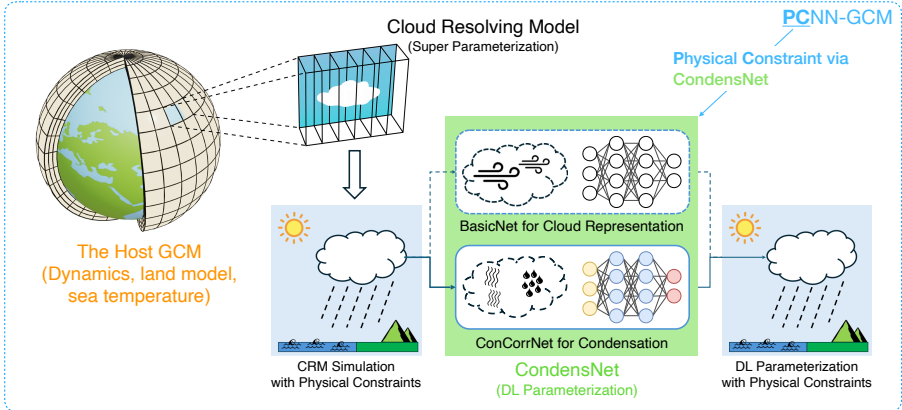 Cloud Resolving Model
(Super Parameterization)
PCNN-GCM
Physical Constraint via
CondensNet
The Host GCM
(Dynamics, land model,
sea temperature)
BasicNet for Cloud Representation
ConCorrNet for Condensation
CRM Simulation
with Physical Constraints
CondensNet
(DL Parameterization)
DL Parameterization
with Physical Constraints